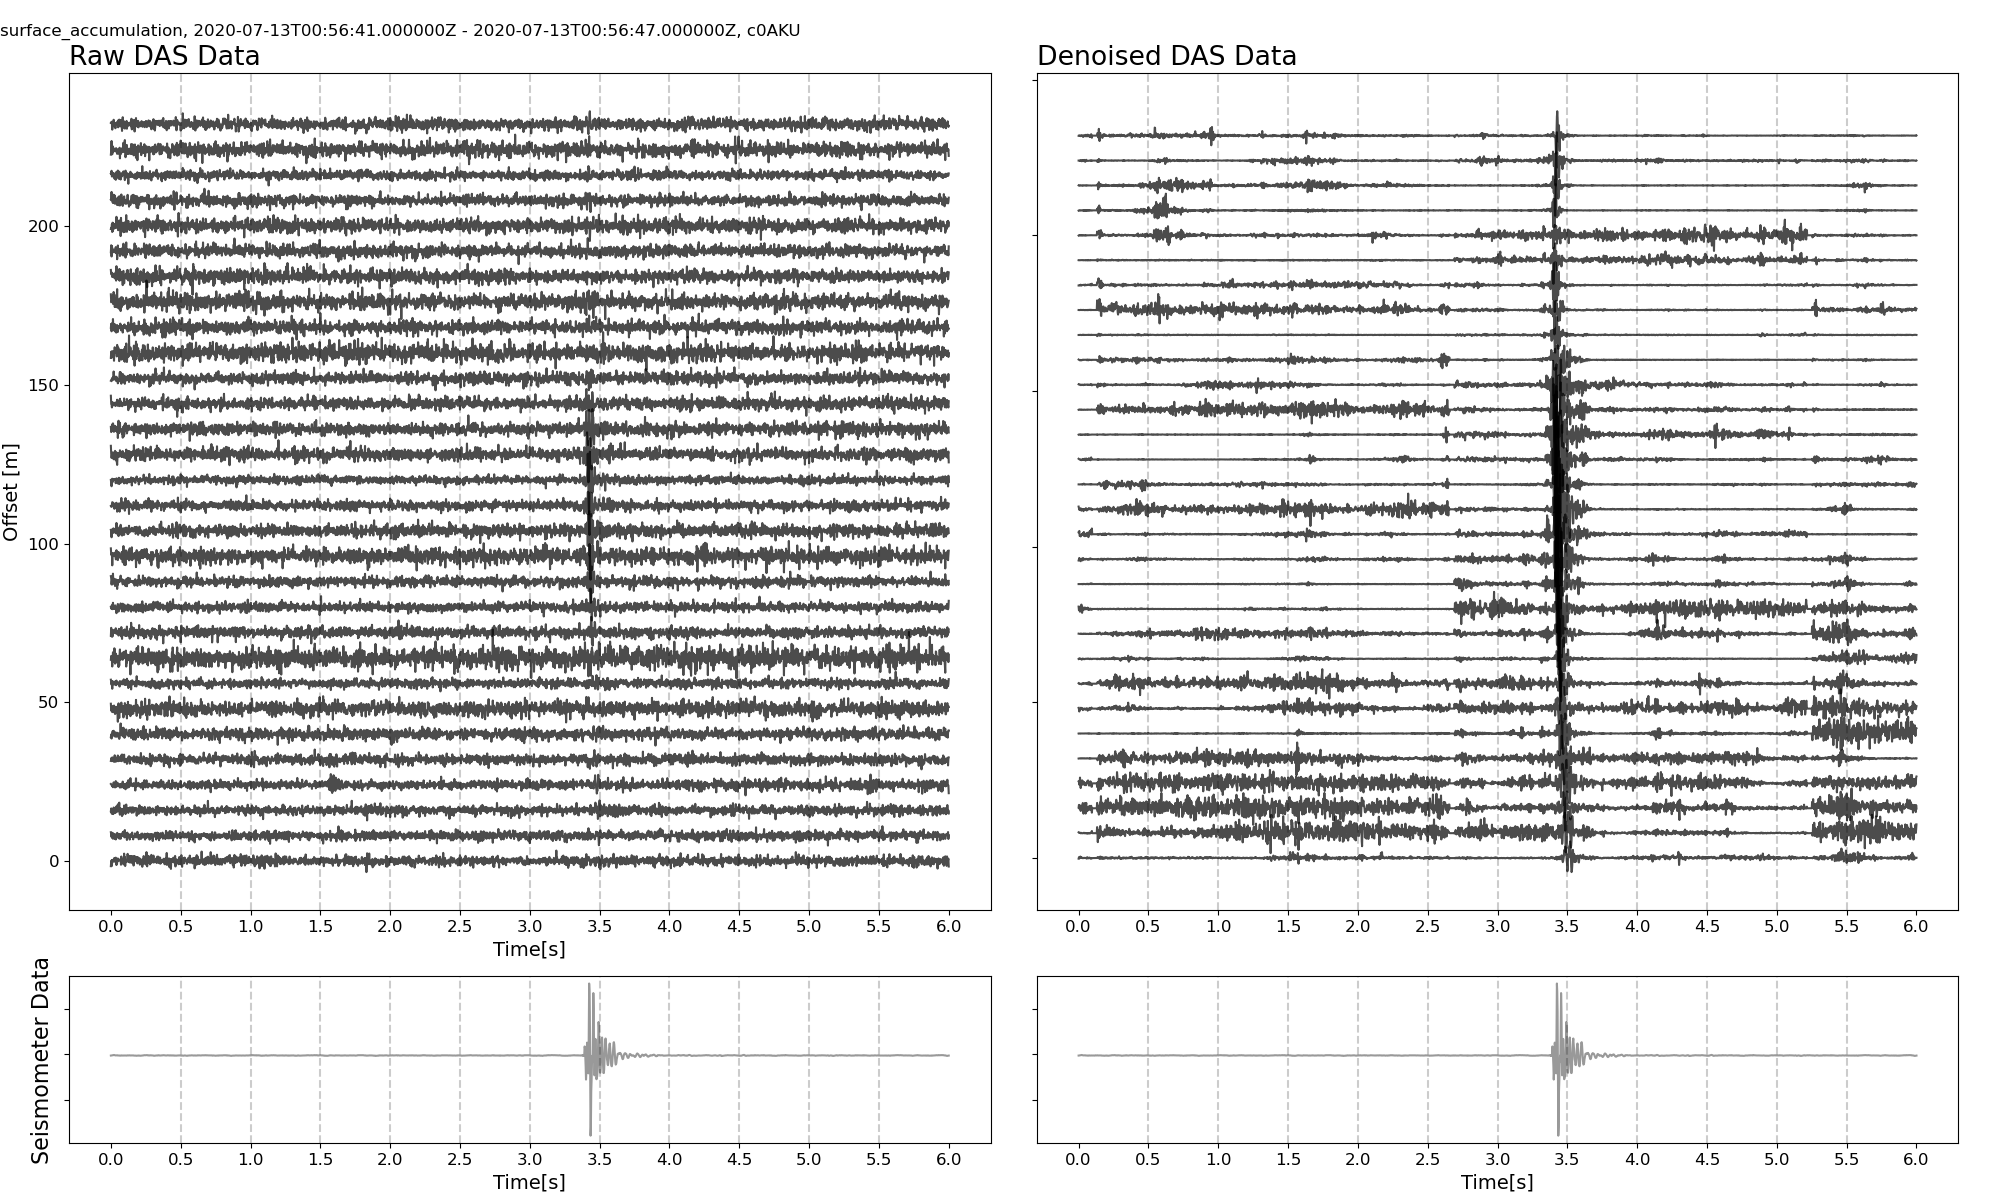 surface_accumulation, 2020-07-13T00:56:41.000000Z - 2020-07-13T00:56:47.000000Z, c0AKU
Raw DAS Data
Denoised DAS Data
Offset [m]
200
150
100
50
0
0.0 0.5 1.0 1.5 2.0 2.5 3.0 3.5 4.0 4.5 5.0 5.5 6.0
Time[s]
0.0 0.5 1.0 1.5 2.0 2.5 3.0 3.5 4.0 4.5 5.0 5.5 6.0
Seismometer Data
0.0 0.5 1.0 1.5 2.0 2.5 3.0 3.5 4.0 4.5 5.0 5.5 6.0
Time[s]
0.0 0.5 1.0 1.5 2.0 2.5 3.0 3.5 4.0 4.5 5.0 5.5 6.0
Time[s]